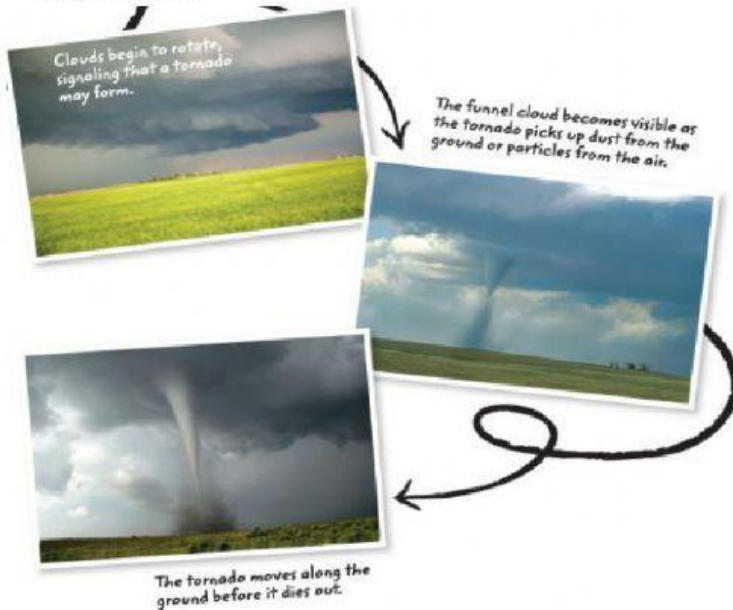 Clouds begin to rotate,
signaling that a tornado
may form.
The funnel cloud becomes visible as
the tornado picks up dust from the
ground or particles from the air.
The tornado moves along the
ground before it dies out.